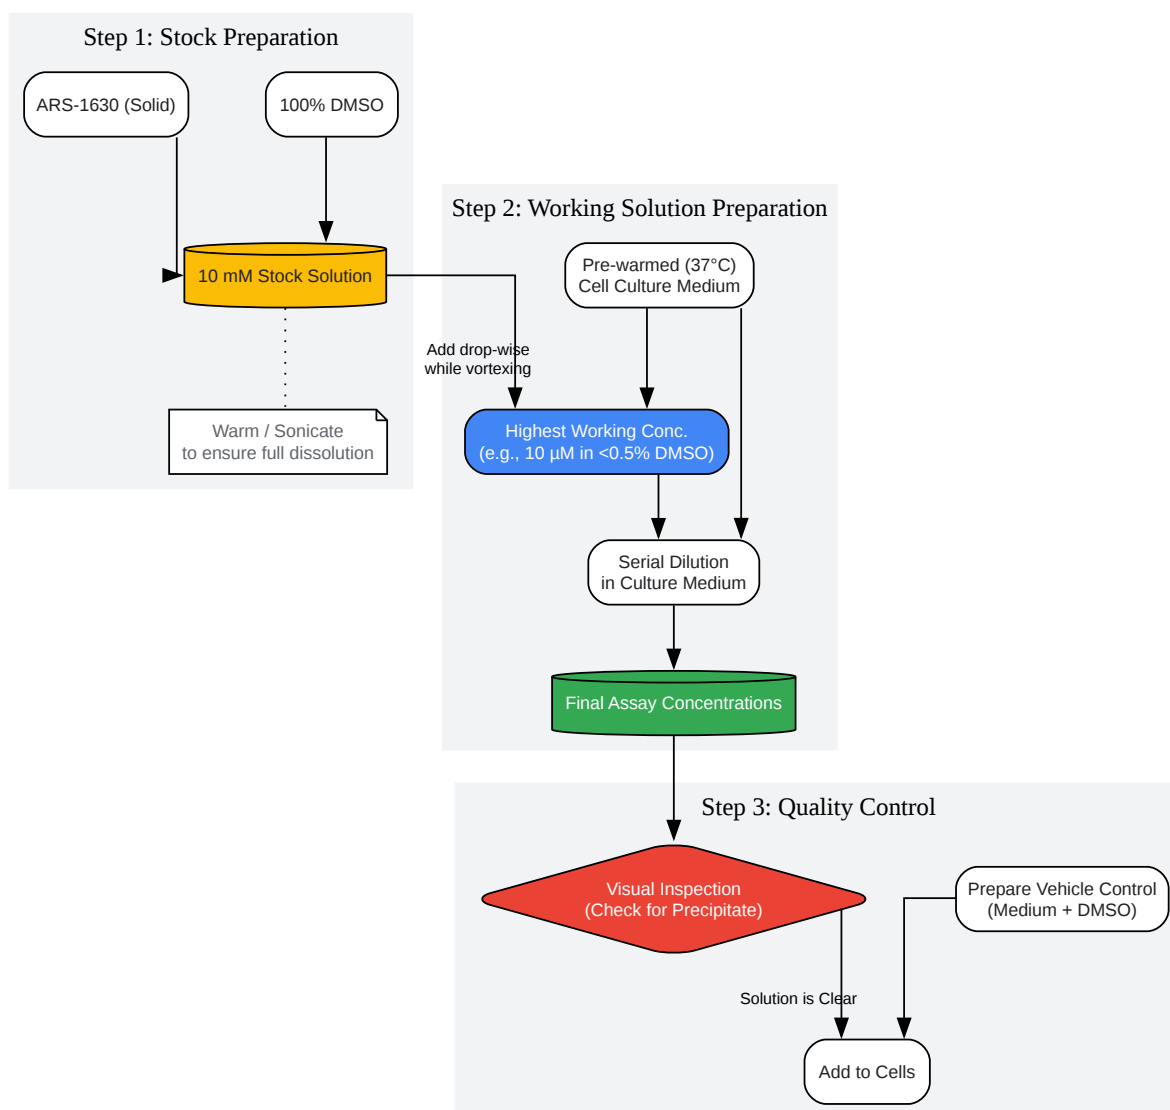 Step 1: Stock Preparation
ARS-1630 (Solid)
100% DMSO
10 mM Stock Solution
Warm / Sonicate
to ensure full dissolution
Step 2: Working Solution Preparation
Pre-warmed (37°C)
Cell Culture Medium
Add drop-wise
while vortexing
Highest Working Conc.
(e.g., 10 µM in <0.5% DMSO)
Serial Dilution
in Culture Medium
Final Assay Concentrations
Step 3: Quality Control
Visual Inspection
(Check for Precipitate)
Prepare Vehicle Control
(Medium + DMSO)
Solution is Clear
Add to Cells